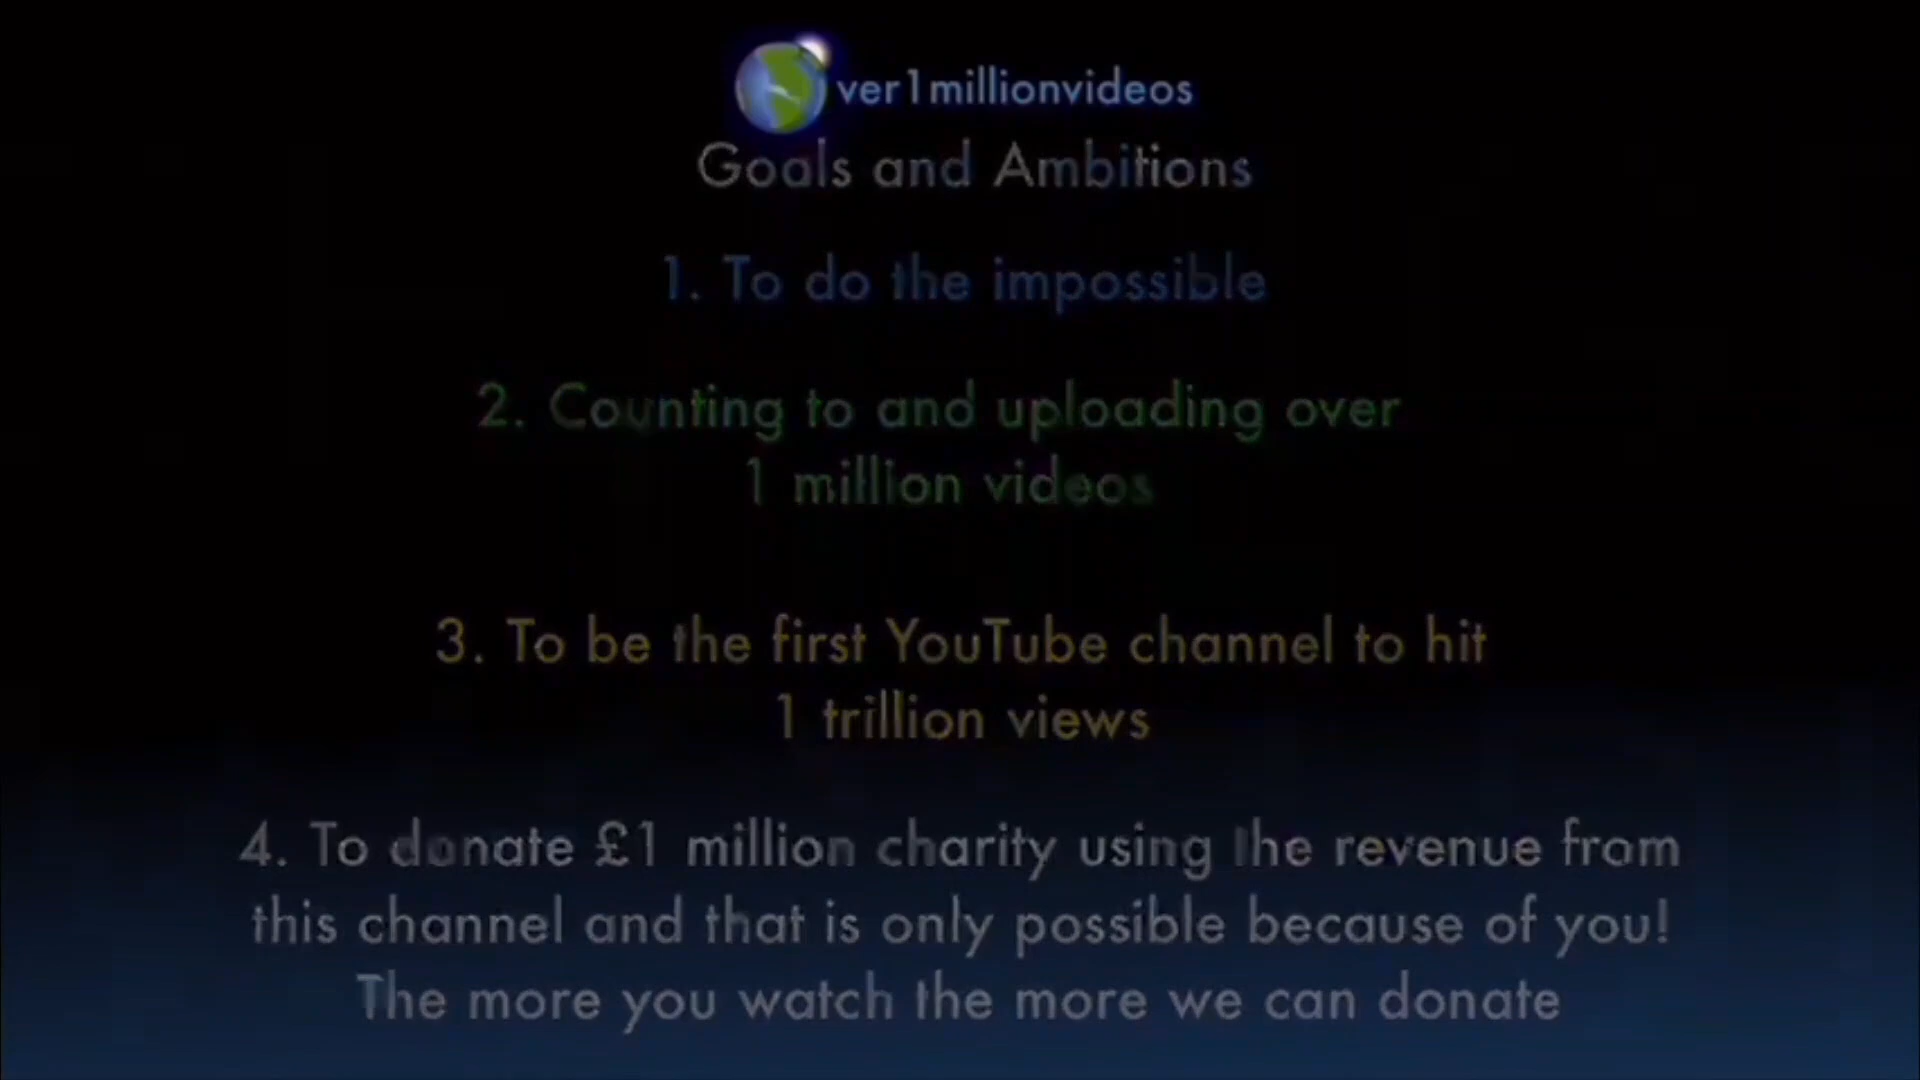 ver1millionvideos
Goals and Ambitions
1. To do the impossible
2. Counting to and uploading over
1 million videos
3. To be the first YouTube channel to hit
1 trillion views
4. To donate £1 million charity using the revenue from
this channel and that is only possible because of you!
The more you watch the more we can donate